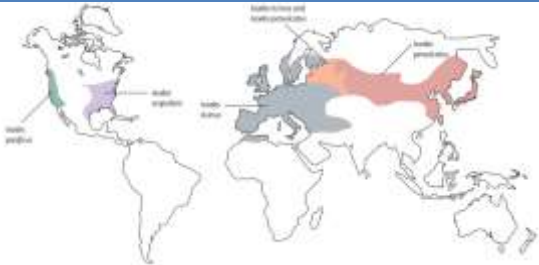 Ixodes ricinus and
Ixodes persulcatus
Ixodes
persulcatus
Ixodes
scapularis
Ixodes
ricinus
Ixodes
pacificus